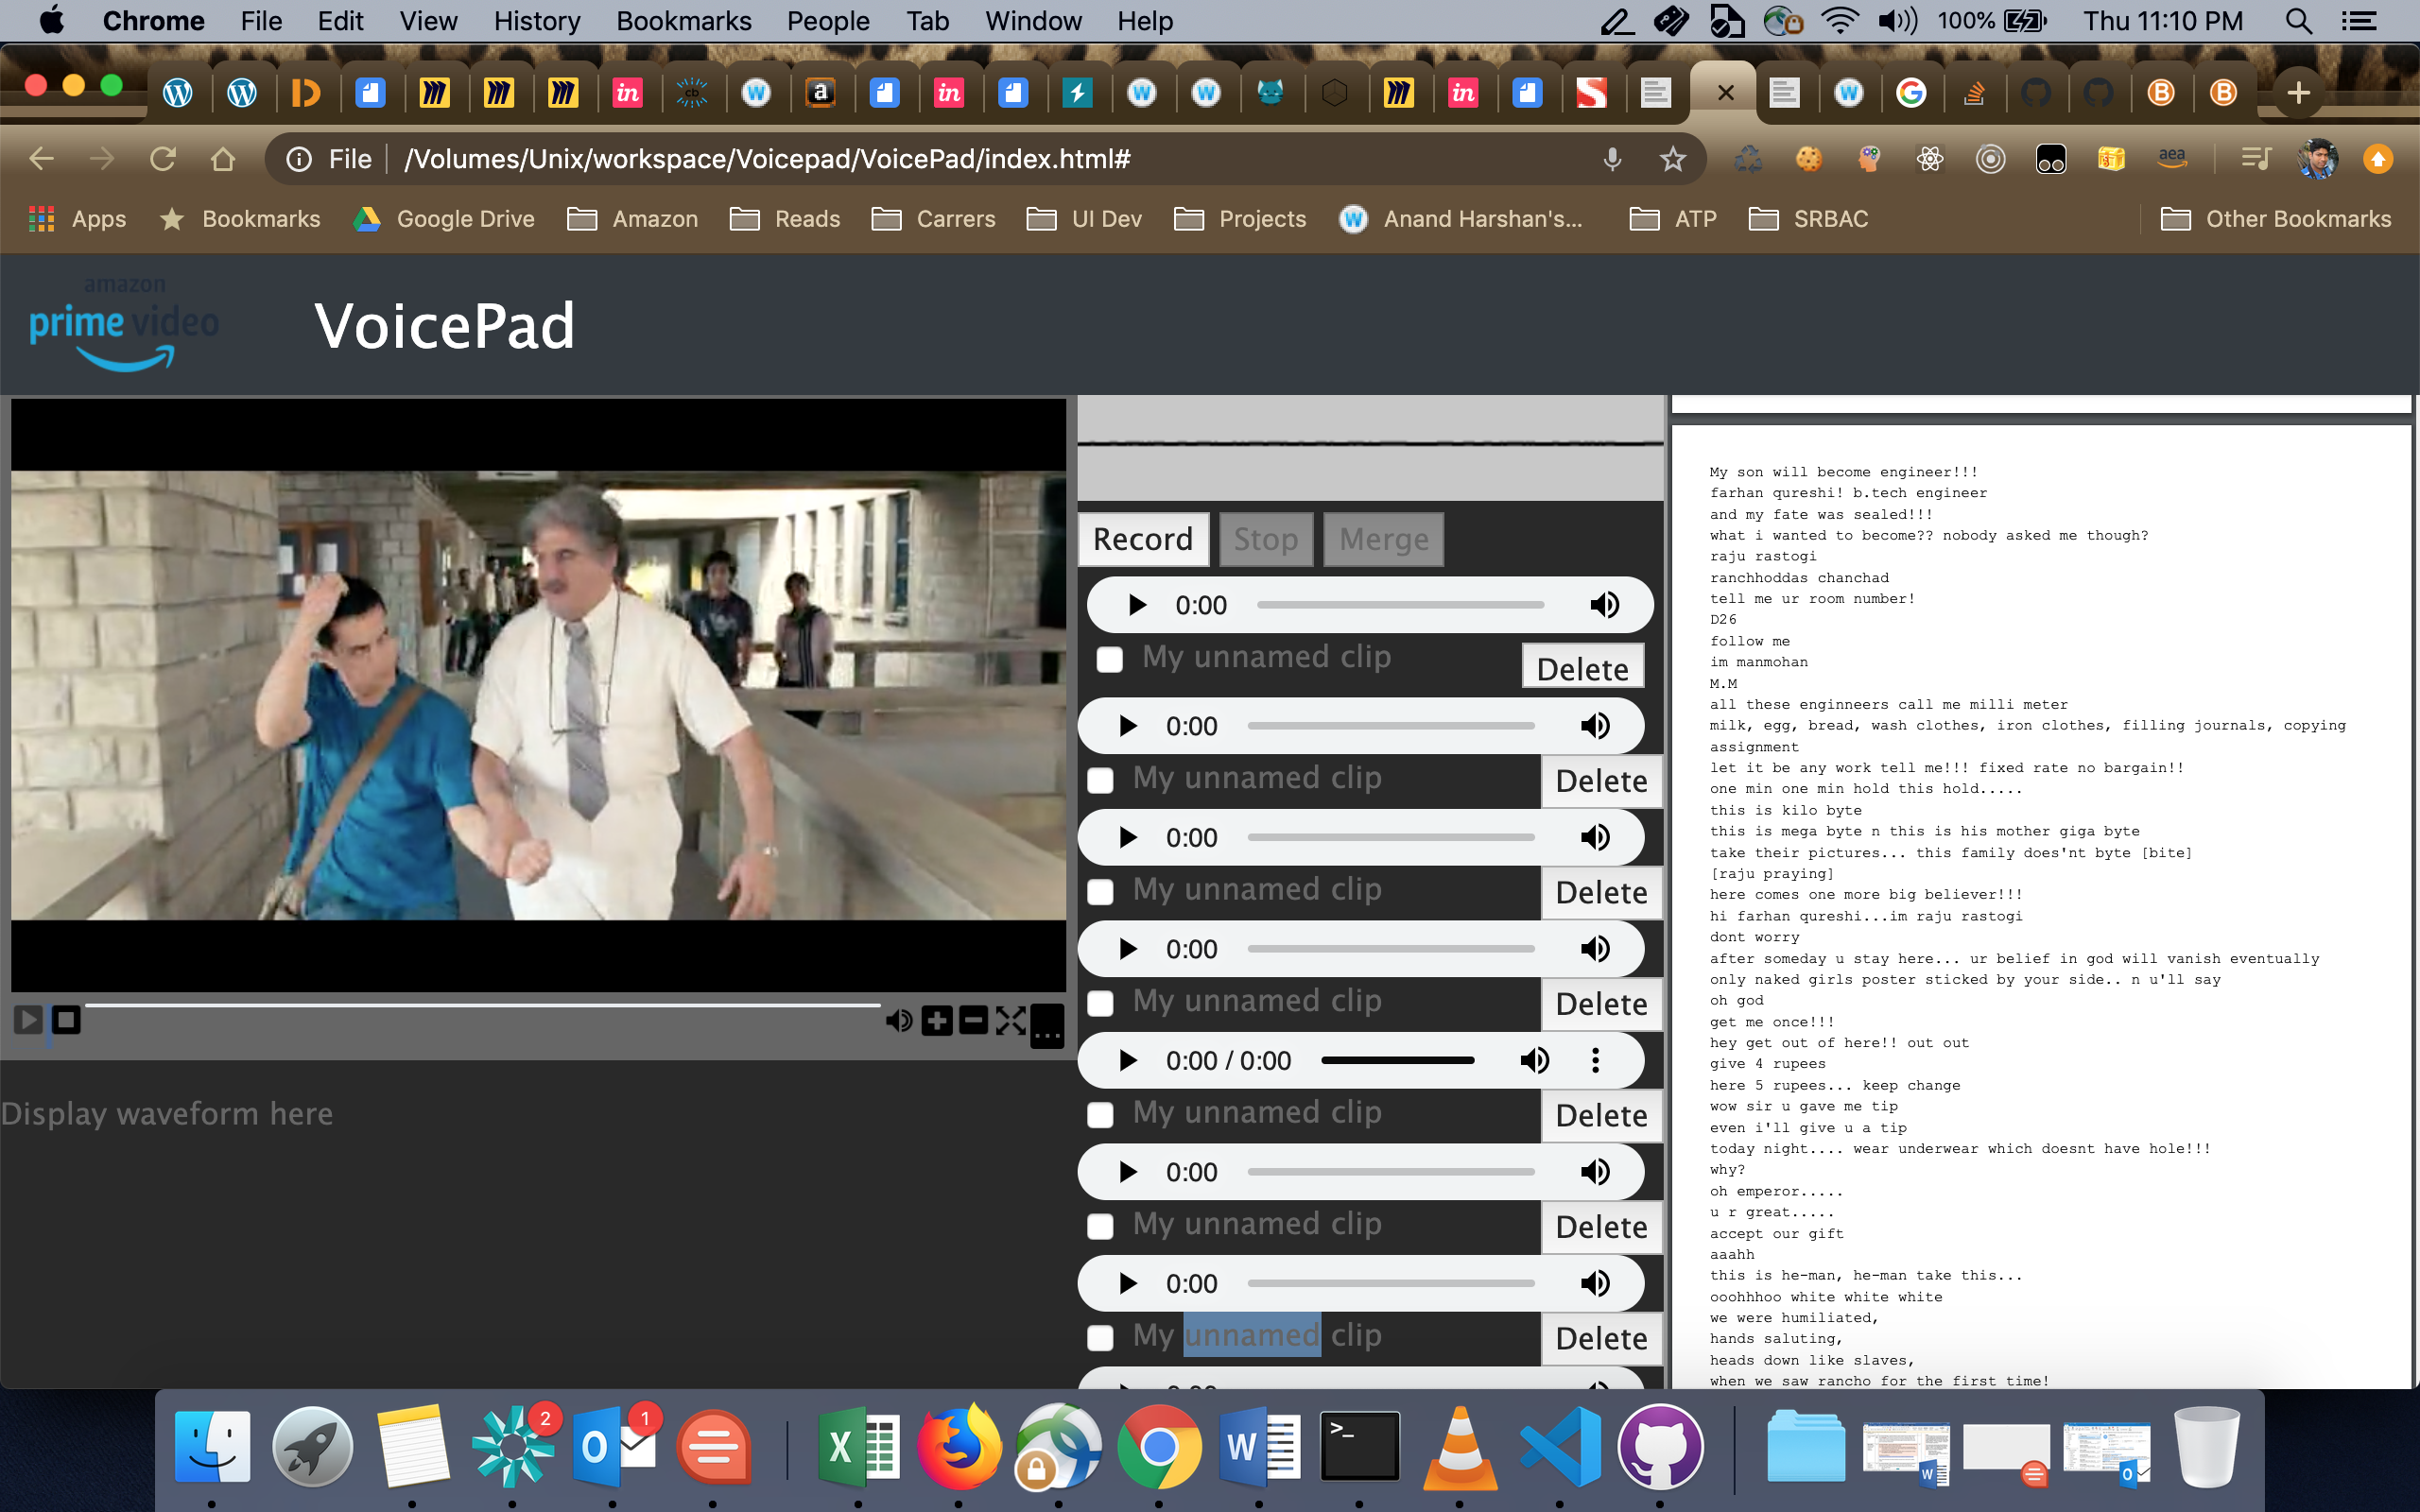 Chrome File Edit View History Bookmarks People Tab Window Help 100% Thu 11:10 PM
File /Volumes/Unix/workspace/Voicepad/VoicePad/index.html# aea
Apps Bookmarks Google Drive Amazon Reads Carrers UI Dev Projects Anand Harshan's... ATP SRBAC Other Bookmarks
amazon
prime video
VoicePad
Record Stop Merge
0:00
My unnamed clip Delete
0:00
My unnamed clip Delete
0:00
My unnamed clip Delete
0:00
My unnamed clip Delete
0:00 / 0:00
My unnamed clip Delete
0:00
My unnamed clip Delete
0:00
My unnamed clip Delete
Display waveform here
My son will become engineer!!!
farhan qureshi! b.tech engineer
and my fate was sealed!!!
what i wanted to become?? nobody asked me though?
raju rastogi
ranchhoddas chanchad
tell me ur room number!
D26
follow me
im manmohan
M.M
all these enginneers call me milli meter
milk, egg, bread, wash clothes, iron clothes, filling journals, copying
assignment
let it be any work tell me!!! fixed rate no bargain!!
one min one min hold this hold.....
this is kilo byte
this is mega byte n this is his mother giga byte
take their pictures... this family does'nt byte [bite]
[raju praying]
here comes one more big believer!!!
hi farhan qureshi...im raju rastogi
dont worry
after someday u stay here... ur belief in god will vanish eventually
only naked girls poster sticked by your side.. n u'll say
oh god
get me once!!!
hey get out of here!! out out
give 4 rupees
here 5 rupees... keep change
wow sir u gave me tip
even i'll give u a tip
today night.... wear underwear which doesnt have hole!!!
why?
oh emperor.....
u r great.....
accept our gift
aaahh
this is he-man, he-man take this...
ooohhhoo white white white
we were humiliated,
hands saluting,
heads down like slaves,
when we saw rancho for the first time!
2 1